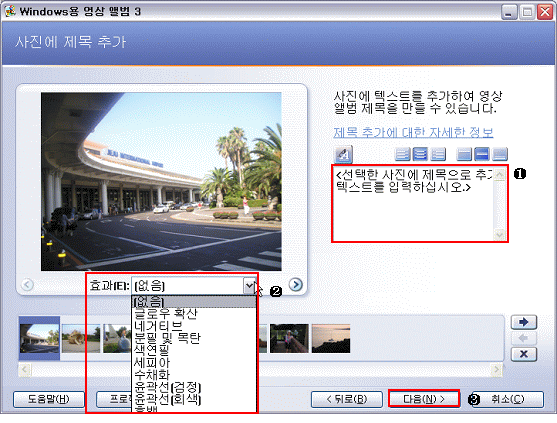 Windows용 영상 앨범 3
사진에 제목 추가
JEJU INTERNATIONAL AIRPORT
사진에 텍스트를 추가하여 영상
앨범 제목을 만들 수 있습니다.
제목 추가에 대한 자세한 정보
A
<선택한 사진에 제목으로 추가
텍스트를 입력하십시오.>
❶
효과(E): (없음)
❷
(없음)
글로우 확산
네거티브
분필 및 목탄
색연필
세피아
수채화
윤곽선(검정)
윤곽선(회색)
흑백
도움말(H)
프로
< 뒤로(B)
다음(N) >
❸
취소(C)